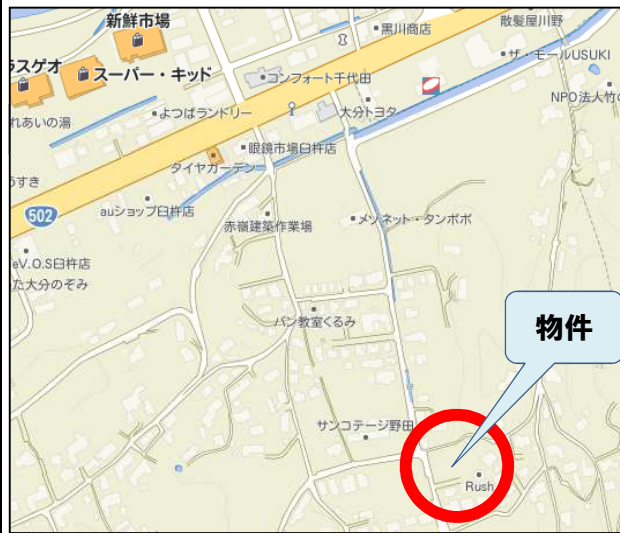 新鮮市場
黒川商店
散髪屋川野
ラスゲオ
スーパー・キッド
ザ・モールUSUKI
コンフォート千代田
NPO法人竹の
よつばランドリー
大分トヨタ
れあいの湯
眼鏡市場臼杵店
タイヤガーデン
うすき
502
auショップ臼杵店
赤嶺建築作業場
メゾネット・タンポポ
eV.O.S臼杵店
た大分のぞみ
物件
パン教室くるみ
サンコテージ野田
Rush